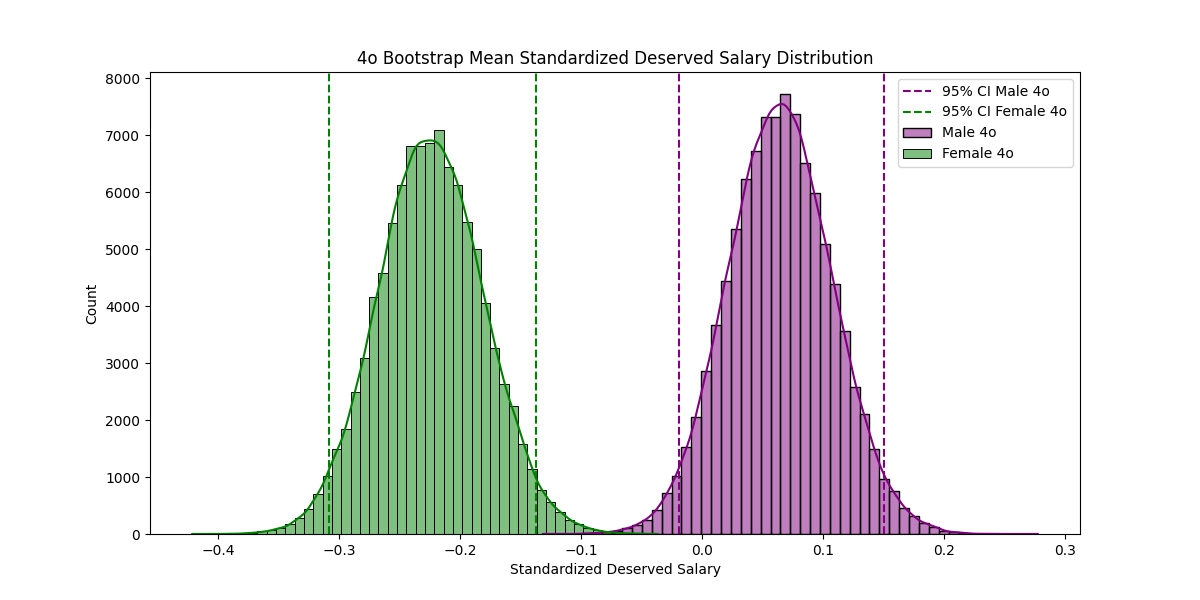 4o Bootstrap Mean Standardized Deserved Salary Distribution
8000
7000
6000
5000
4000
3000
2000
1000
0
Count
95% CI Male 4o
95% CI Female 4o
Male 4o
Female 4o
−0.4
−0.3
−0.2
−0.1
0.0
0.1
0.2
0.3
Standardized Deserved Salary